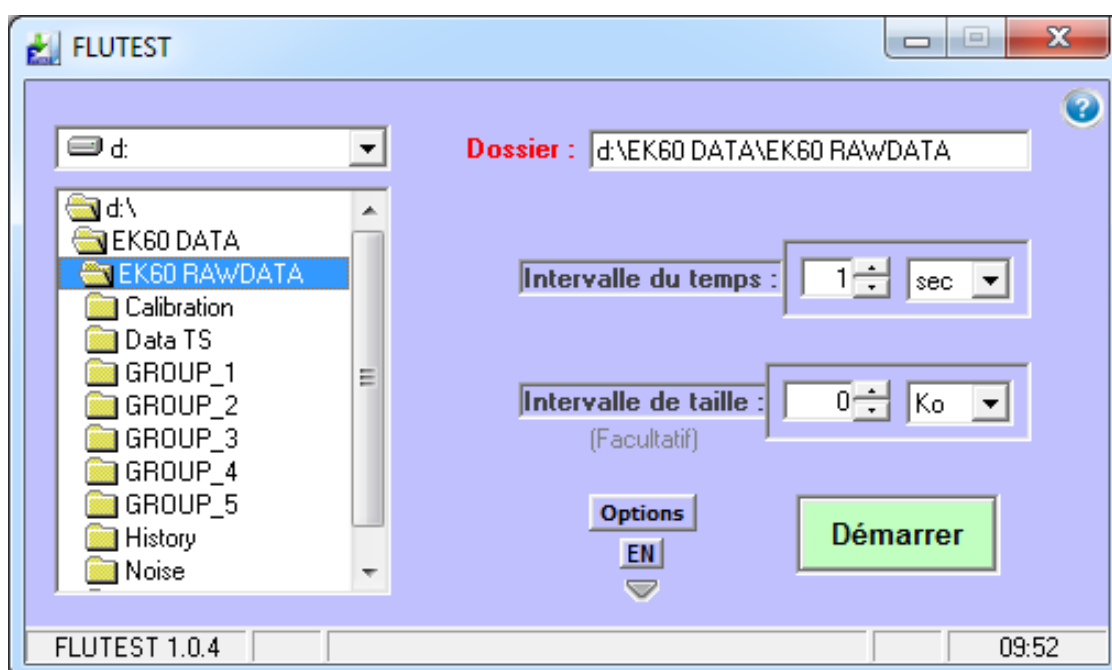 FLUTEST
d:
Dossier : d:\EK60 DATA\EK60 RAWDATA
d:\
EK60 DATA
EK60 RAWDATA
Calibration
Data TS
GROUP_1
GROUP_2
GROUP_3
GROUP_4
GROUP_5
History
Noise
Intervalle du temps : 1 sec
Intervalle de taille : 0 Ko
(Facultatif)
Options
EN
Démarrer
FLUTEST 1.0.4 09:52